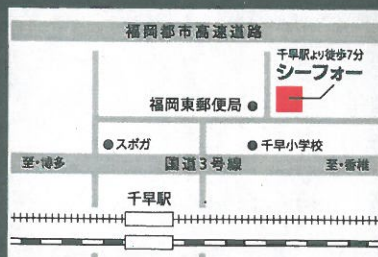 福岡都市高速道路
千早駅より徒歩7分
シーフォー
福岡東郵便局
スポガ
千早小学校
至・博多
国道3号線
至・香椎
千早駅